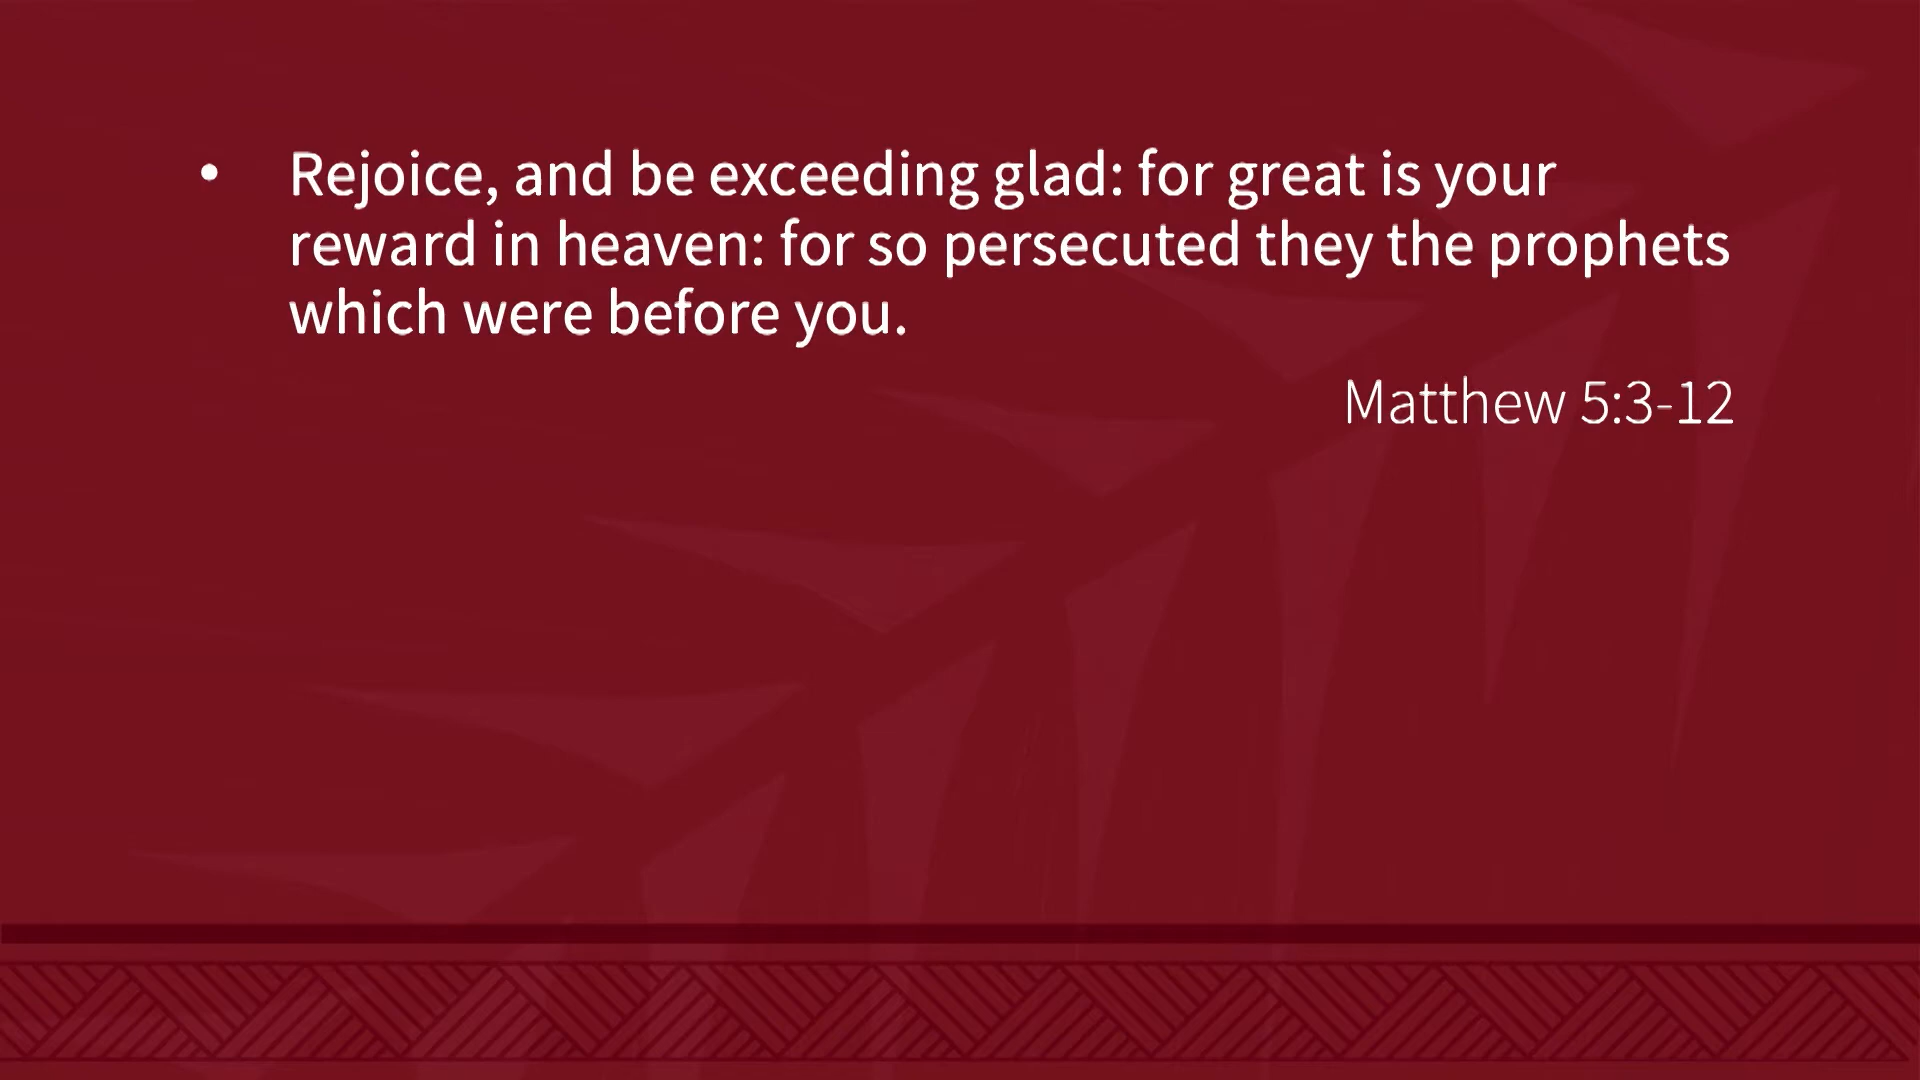 • Rejoice, and be exceeding glad: for great is your
reward in heaven: for so persecuted they the prophets
which were before you.
Matthew 5:3-12